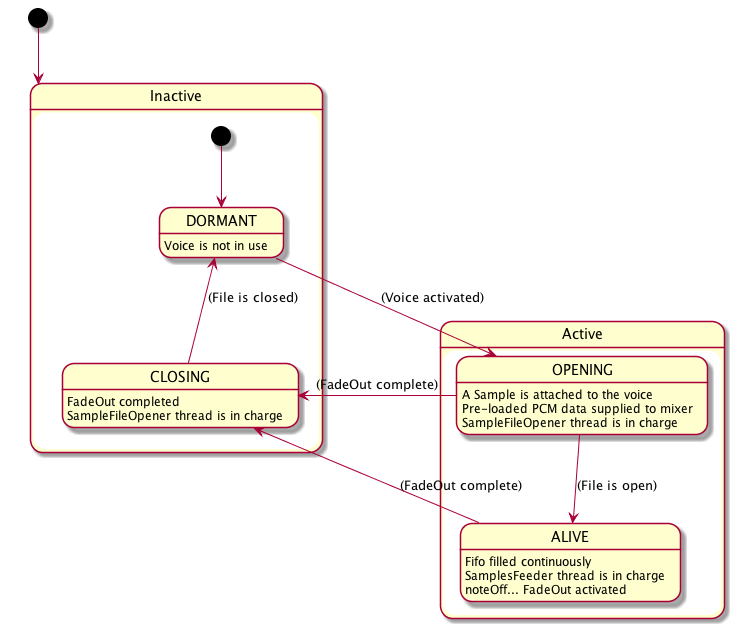 Inactive
DORMANT
Voice is not in use
(File is closed)
(Voice activated)
Active
CLOSING
FadeOut completed
SampleFileOpener thread is in charge
(FadeOut complete)
OPENING
A Sample is attached to the voice
Pre-loaded PCM data supplied to mixer
SampleFileOpener thread is in charge
(FadeOut complete)
(File is open)
ALIVE
Fifo filled continuously
SamplesFeeder thread is in charge
noteOff... FadeOut activated